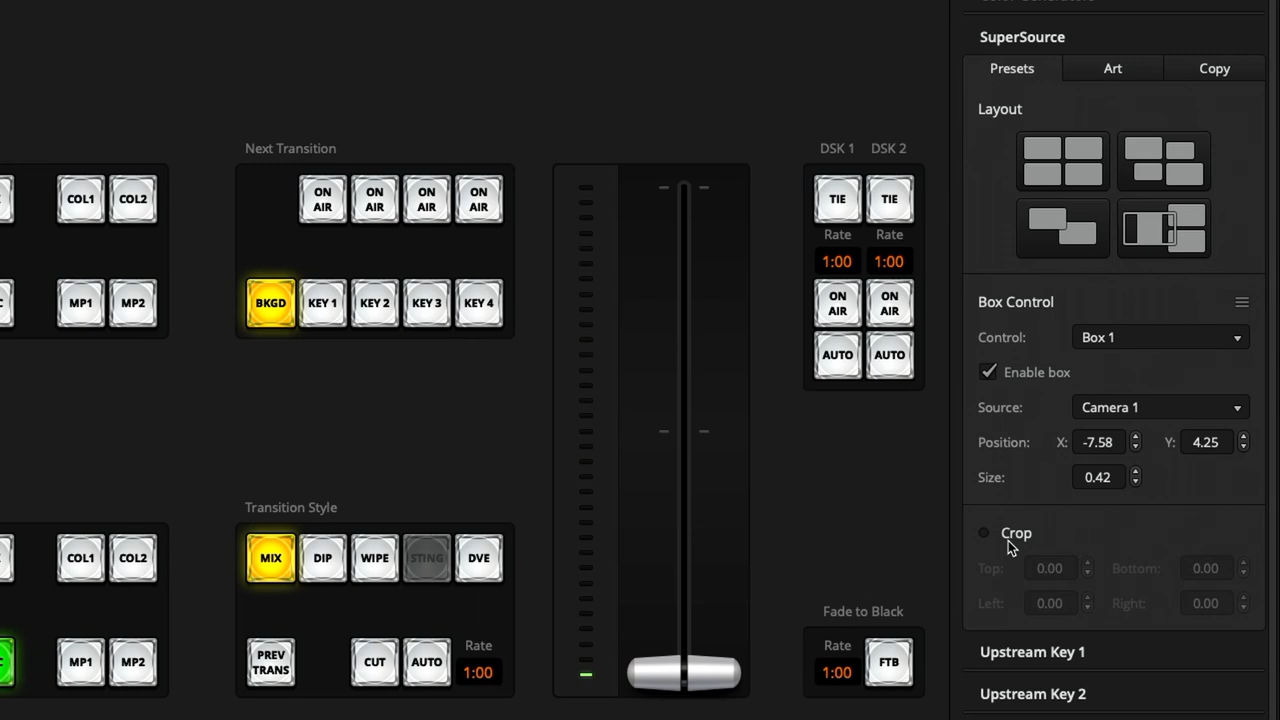 SuperSource
Presets Art Copy
Layout
Next Transition
DSK 1 DSK 2
COL1 COL2
ON AIR ON AIR ON AIR ON AIR
TIE TIE
Rate Rate
1:00 1:00
MP1 MP2
BKGD KEY 1 KEY 2 KEY 3 KEY 4
ON AIR ON AIR
AUTO AUTO
Box Control
Control: Box 1
Enable box
Source: Camera 1
Position: X: -7.58 Y: 4.25
Size: 0.42
Crop
Top: 0.00 Bottom: 0.00
Left: 0.00 Right: 0.00
Transition Style
COL1 COL2
MIX DIP WIPE STING DVE
MP1 MP2
PREV TRANS
CUT AUTO
Rate
1:00
Fade to Black
Rate
1:00
FTB
Upstream Key 1
Upstream Key 2